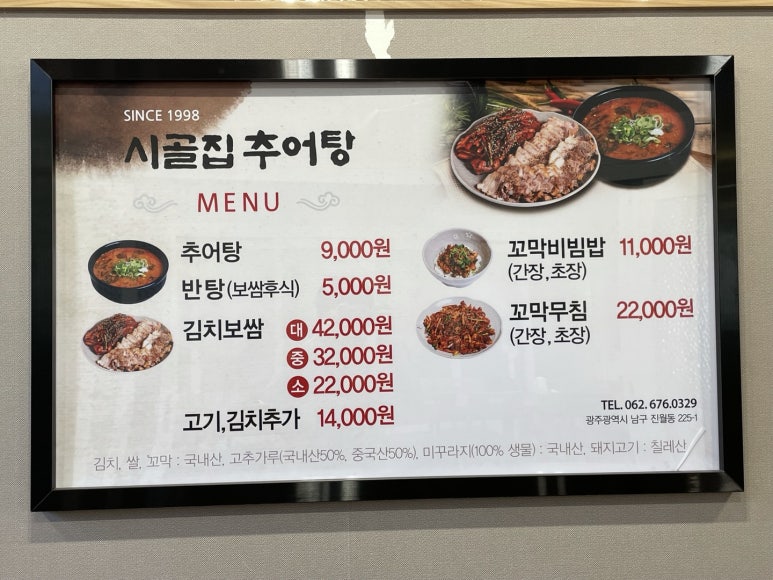 SINCE 1998
시골집 추어탕
MENU
추어탕 9,000원
반탕(보쌈후식) 5,000원
김치보쌈 대 42,000원
중 32,000원
소 22,000원
고기,김치추가 14,000원
꼬막비빔밥 11,000원
(간장,초장)
꼬막무침 22,000원
(간장,초장)
TEL. 062. 676.0329
광주광역시 남구 진월동 225-1
김치, 쌀, 꼬막 : 국내산, 고추가루(국내산50%, 중국산50%), 미꾸라지(100% 생물) : 국내산, 돼지고기 : 칠레산